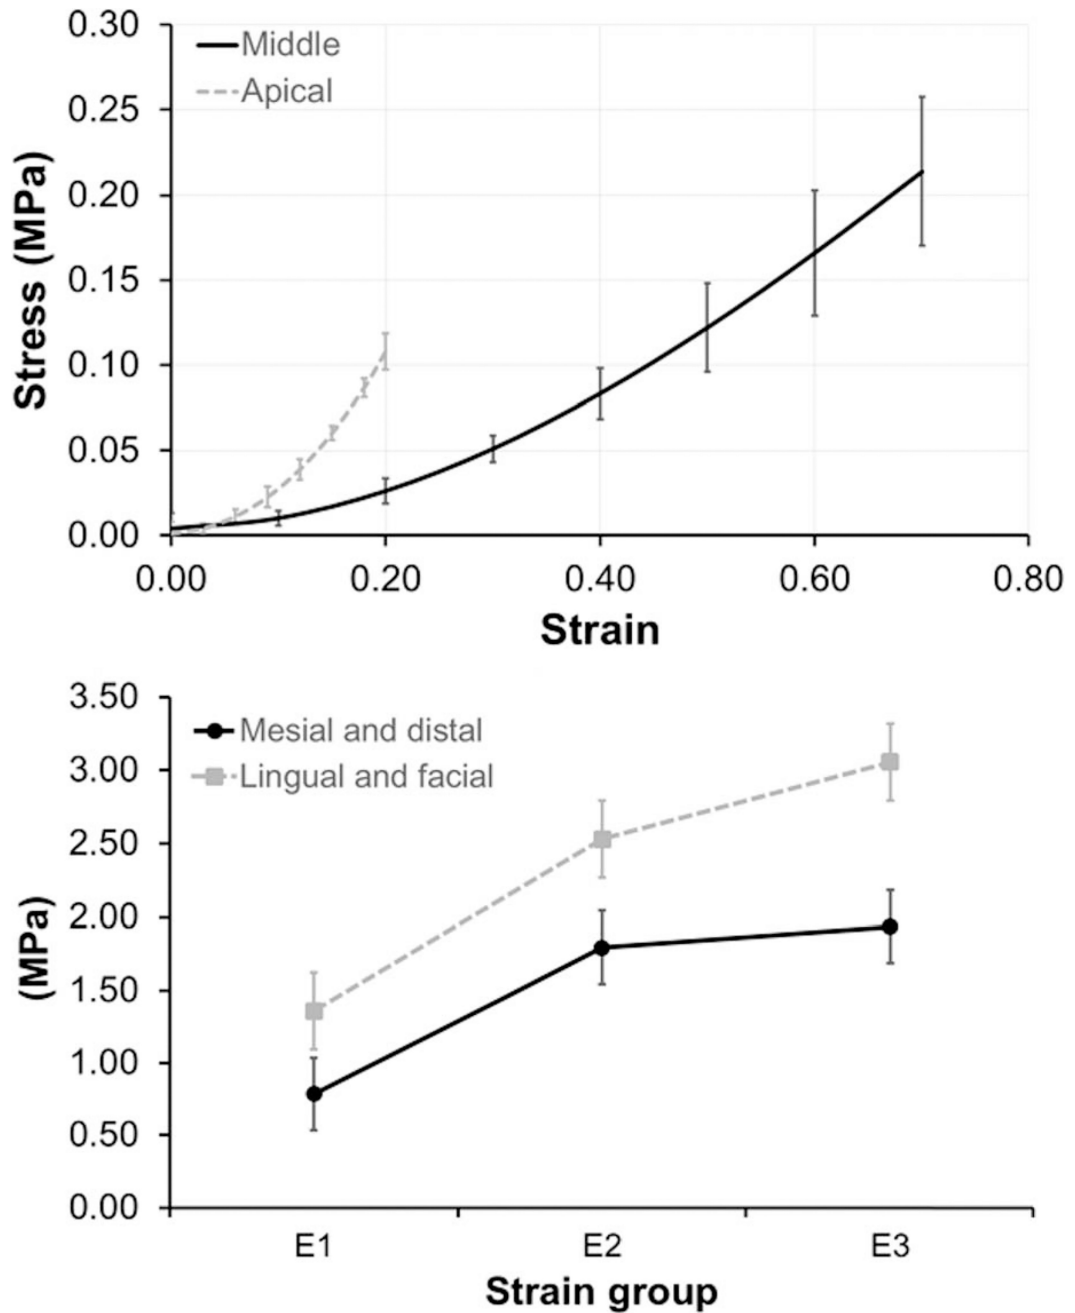 0.30
Middle
Apical
0.25
0.20
0.15
0.10
0.05
0.00
Stress (MPa)
0.00 0.20 0.40 0.60 0.80
Strain
3.50
Mesial and distal
3.00
Lingual and facial
2.50
2.00
1.50
1.00
0.50
0.00
(MPa)
E1 E2 E3
Strain group